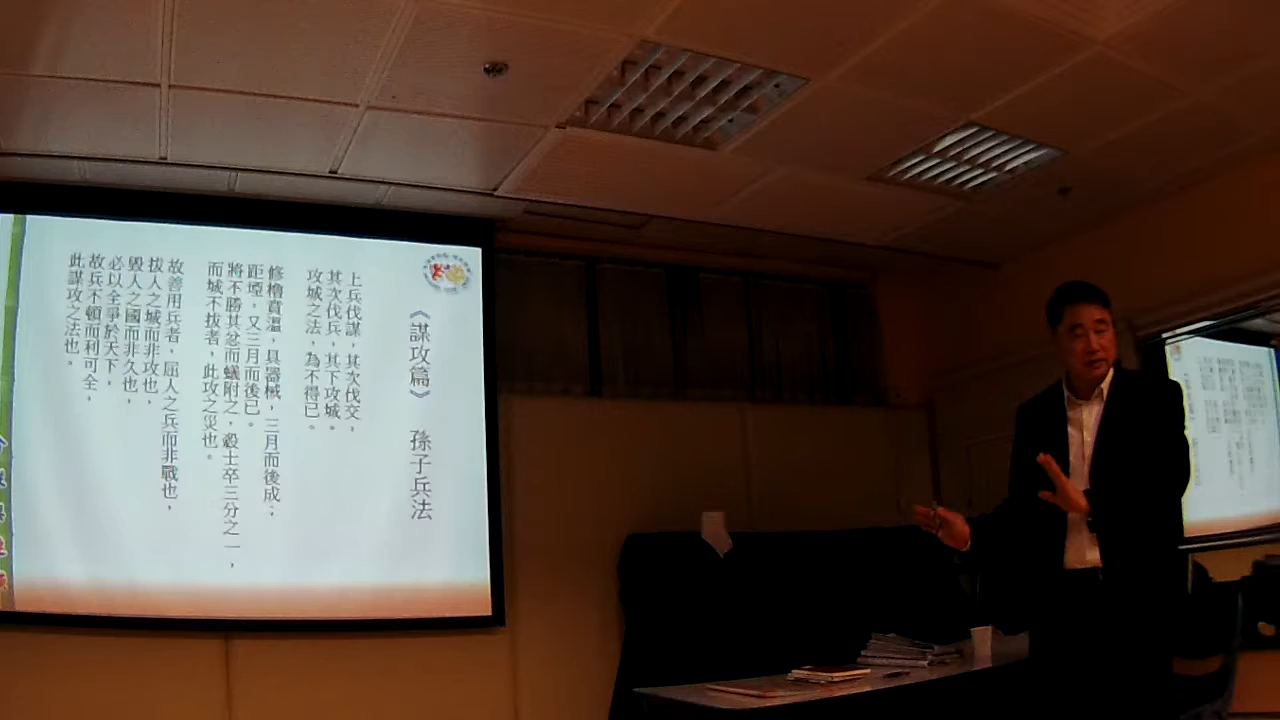 《謀攻篇》 孫子兵法
上兵伐謀，其次伐交，
其次伐兵，其下攻城。
攻城之法，為不得已。
修櫓轒溫，具器械，三月而後成；
距堙，又三月而後已。
將不勝其忿而蟻附之，殺士卒三分之一，
而城不拔者，此攻之災也。
故善用兵者，屈人之兵而非戰也，
拔人之城而非攻也，
毀人之國而非久也，
必以全爭於天下，
故兵不頓而利可全，
此謀攻之法也。